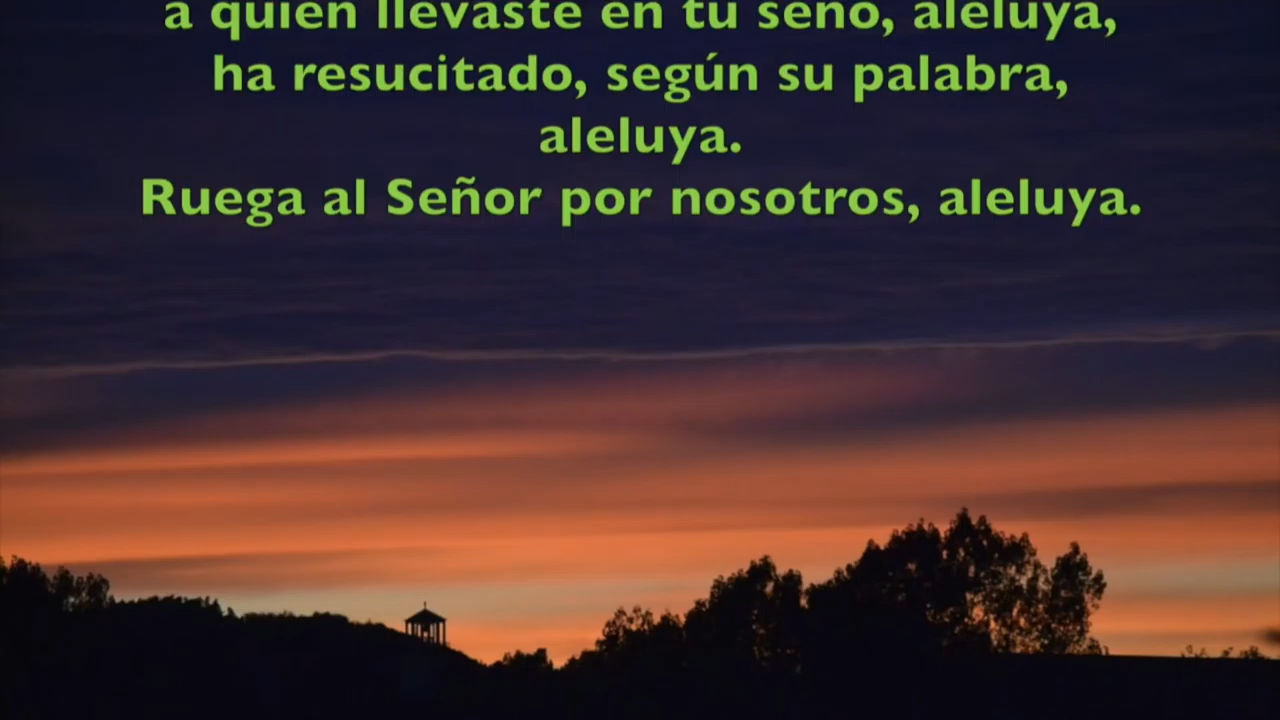 a quien llevaste en tu seno, aleluya,
ha resucitado, según su palabra,
aleluya.
Ruega al Señor por nosotros, aleluya.